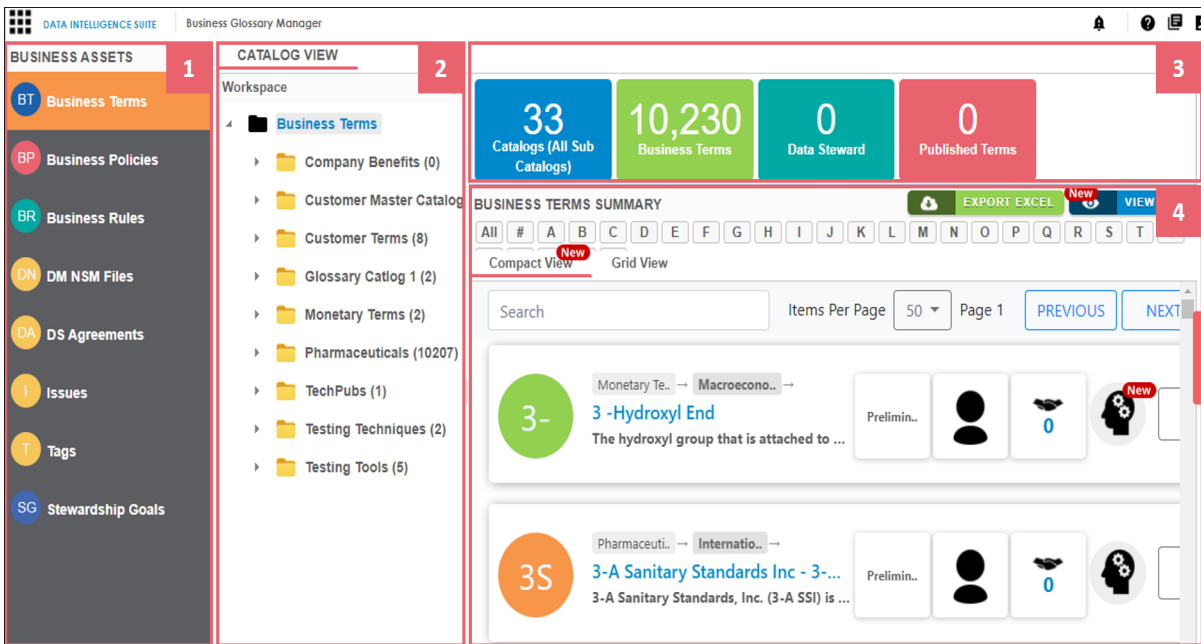 DATA INTELLIGENCE SUITE
Business Glossary Manager
BUSINESS ASSETS
1
BT Business Terms
BP Business Policies
BR Business Rules
DN DM NSM Files
DA DS Agreements
I Issues
T Tags
SG Stewardship Goals
CATALOG VIEW
2
Workspace
Business Terms
Company Benefits (0)
Customer Master Catalog
Customer Terms (8)
Glossary Catlog 1 (2)
Monetary Terms (2)
Pharmaceuticals (10207)
TechPubs (1)
Testing Techniques (2)
Testing Tools (5)
3
33
Catalogs (All Sub
Catalogs)
10,230
Business Terms
0
Data Steward
0
Published Terms
BUSINESS TERMS SUMMARY
EXPORT EXCEL
New
VIEW
4
All # A B C D E F G H I J K L M N O P Q R S T
Compact View
New
Grid View
Search
Items Per Page 50 Page 1 PREVIOUS NEXT
3-
Monetary Te.. → Macroecono.. →
3 -Hydroxyl End
The hydroxyl group that is attached to ...
Prelimin..
0
New
3S
Pharmaceuti.. → Internatio.. →
3-A Sanitary Standards Inc - 3-...
3-A Sanitary Standards, Inc. (3-A SSI) is ...
Prelimin..
0